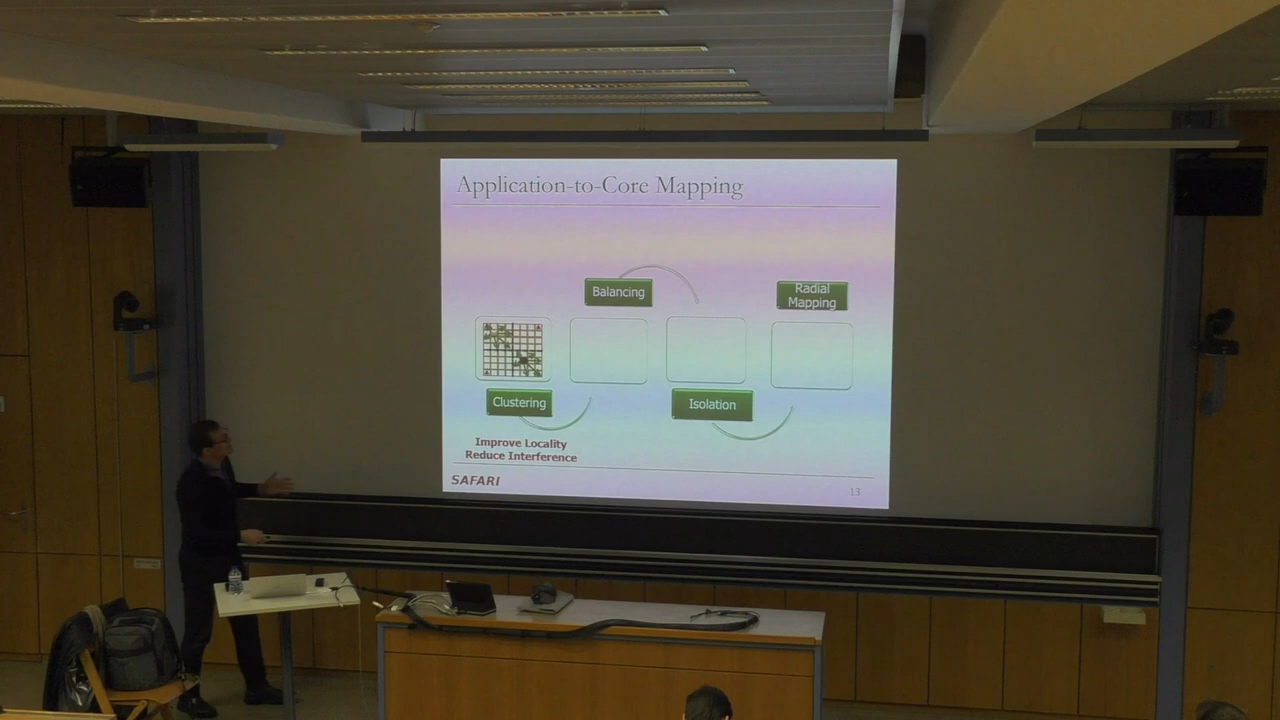 Application-to-Core Mapping
Balancing
Radial
Mapping
Clustering
Isolation
Improve Locality
Reduce Interference
SAFARI
13